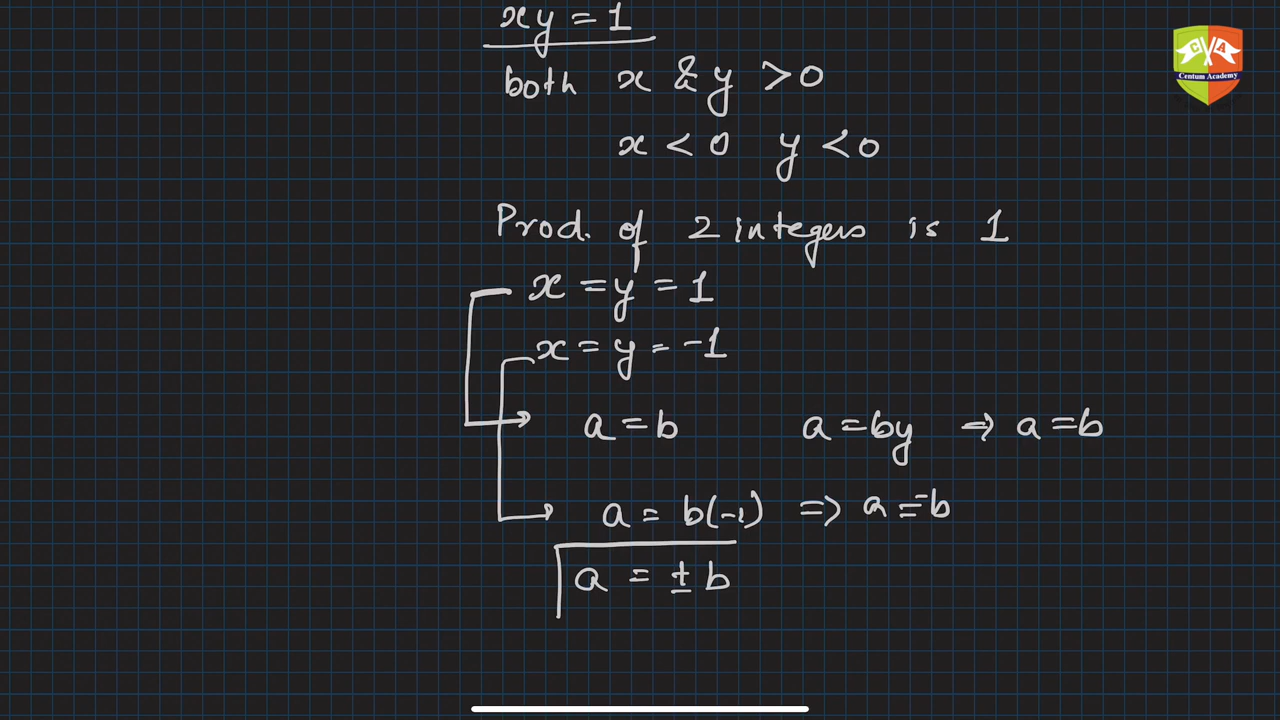 xy = 1
both x & y > 0
x < 0 y < 0
Prod. of 2 integers is 1
x = y = 1
x = y = -1
a = b a = by ⇒ a = b
a = b(-1) ⇒ a = -b
a = ± b
C A
Centum Academy